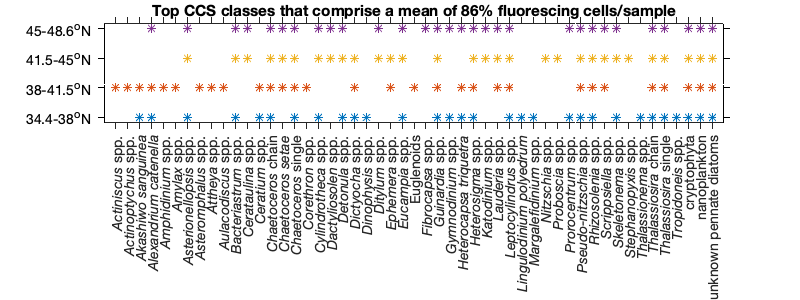 Top CCS classes that comprise a mean of 86% fluorescing cells/sample
45-48.6°N
41.5-45°N
38-41.5°N
34.4-38°N
Actiniscus spp.
Actinoptychus spp.
Akashiwo sanguinea
Alexandrium catenella
Amphidinium spp.
Amylax spp.
Asterionellopsis spp.
Asteromphalus spp.
Attheya spp.
Aulacodiscus spp.
Bacteriastrum spp.
Cerataulina spp.
Ceratium spp.
Chaetoceros chain
Chaetoceros setae
Chaetoceros single
Corethron spp.
Cylindrotheca spp.
Dactyliosolen spp.
Detonula spp.
Dictyocha spp.
Dinophysis spp.
Ditylum spp.
Ephemera spp.
Eucampia spp.
Euglenoids
Fibrocapsa spp.
Guinardia spp.
Gymnodinium spp.
Heterocapsa triquetra
Heterosigma spp.
Katodinium spp.
Lauderia spp.
Leptocylindrus spp.
Lingulodinium polyedrum
Margalefidinium spp.
Nitzschia spp.
Proboscia spp.
Prorocentrum spp.
Pseudo-nitzschia spp.
Rhizosolenia spp.
Scrippsiella spp.
Skeletonema spp.
Stephanopyxis spp.
Thalassionema spp.
Thalassiosira chain
Thalassiosira single
Tropidoneis spp.
cryptophyta
nanoplankton
unknown pennate diatoms